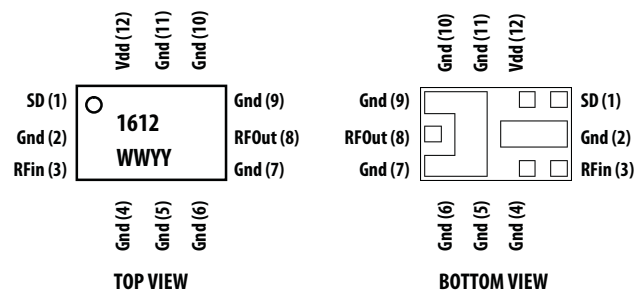 Vdd (12)
Gnd (11)
Gnd (10)
SD (1)
Gnd (2)
RFin (3)
1612
WWYY
Gnd (9)
RFOut (8)
Gnd (7)
Gnd (4)
Gnd (5)
Gnd (6)
TOP VIEW
Gnd (10)
Gnd (11)
Vdd (12)
Gnd (9)
RFOut (8)
Gnd (7)
SD (1)
Gnd (2)
RFin (3)
Gnd (6)
Gnd (5)
Gnd (4)
BOTTOM VIEW